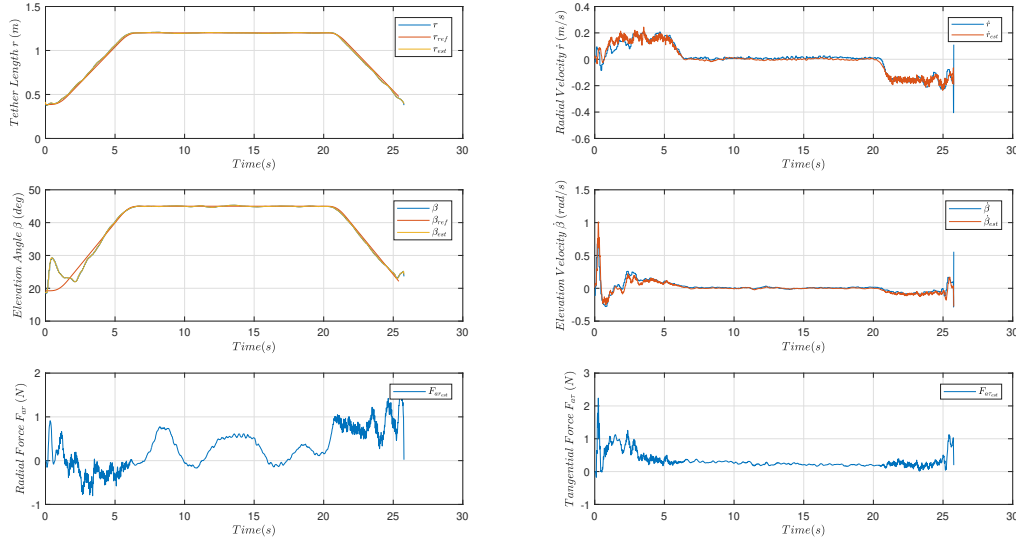 Tether Length r (m)
1.5
1
0.5
0
0 5 10 15 20 25 30
Time(s)
r
r_ref
r_est
Radial Velocity ṙ (m/s)
0.4
0.2
0
-0.2
-0.4
-0.6
0 5 10 15 20 25 30
Time(s)
ṙ
ṙ_est
Elevation Angle β (deg)
50
40
30
20
10
0 5 10 15 20 25 30
Time(s)
β
β_ref
β_est
Elevation Velocity β̇ (rad/s)
1.5
1
0.5
0
-0.5
0 5 10 15 20 25 30
Time(s)
β̇
β̇_est
Radial Force F_ar (N)
2
1
0
-1
0 5 10 15 20 25 30
Time(s)
F_ar_est
Tangential Force F_ar (N)
3
2
1
0
-1
0 5 10 15 20 25 30
Time(s)
F_ar_est